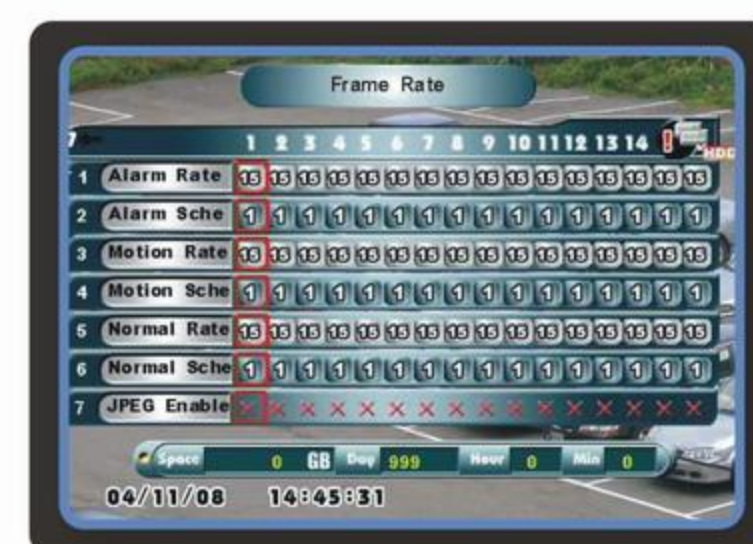 Frame Rate
1 2 3 4 5 6 7 8 9 10 11 12 13 14 ! HDD
1 Alarm Rate 15 15 15 15 15 15 15 15 15 15 15 15 15 15 15 15
2 Alarm Sche 1 1 1 1 1 1 1 1 1 1 1 1 1 1 1 1
3 Motion Rate 15 15 15 15 15 15 15 15 15 15 15 15 15 15 15 15
4 Motion Sche 1 1 1 1 1 1 1 1 1 1 1 1 1 1 1 1
5 Normal Rate 15 15 15 15 15 15 15 15 15 15 15 15 15 15 15 15
6 Normal Sche 1 1 1 1 1 1 1 1 1 1 1 1 1 1 1 1
7 JPEG Enable × × × × × × × × × × × × × × × ×
Space 0 GB Day 999 Hour 0 Min 0
04/11/08 14:45:31